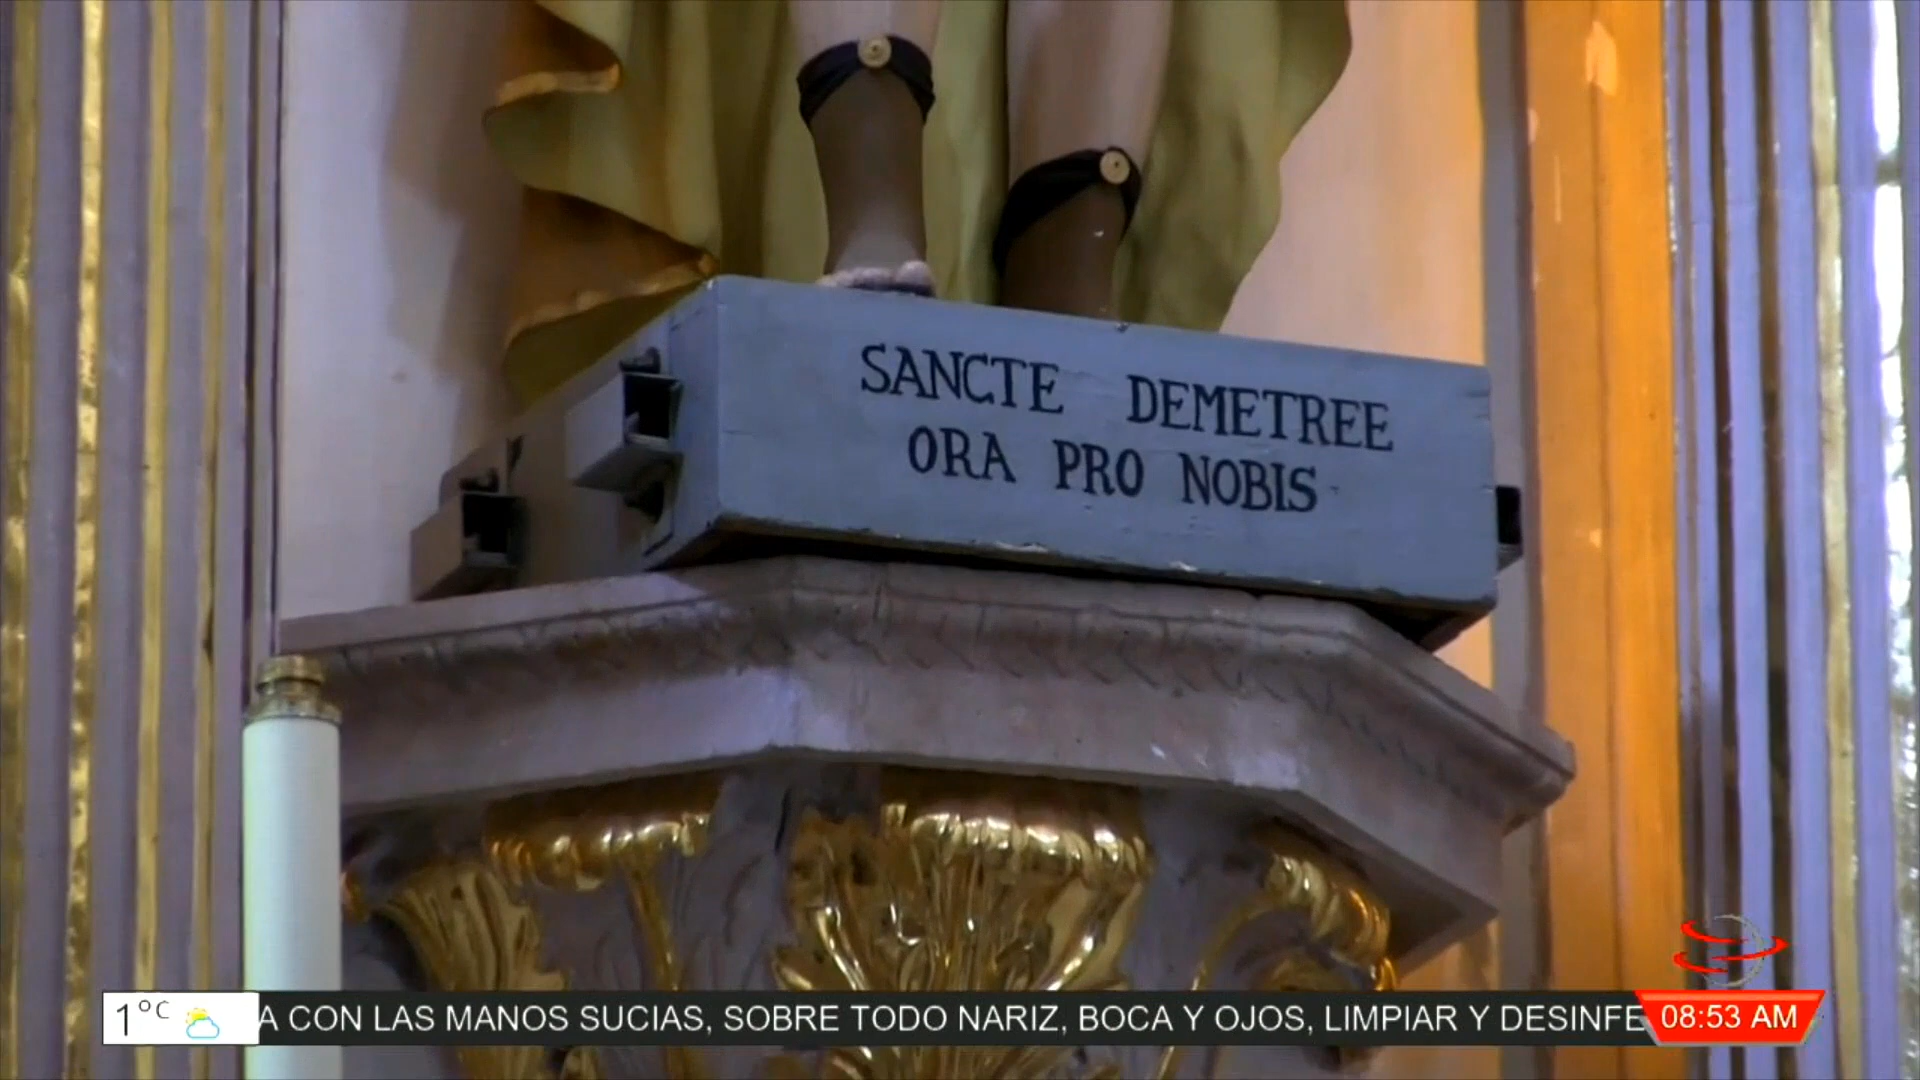 SANCTE DEMETREE
ORA PRO NOBIS
1°C
A CON LAS MANOS SUCIAS, SOBRE TODO NARIZ, BOCA Y OJOS, LIMPIAR Y DESINFE
08:53 AM